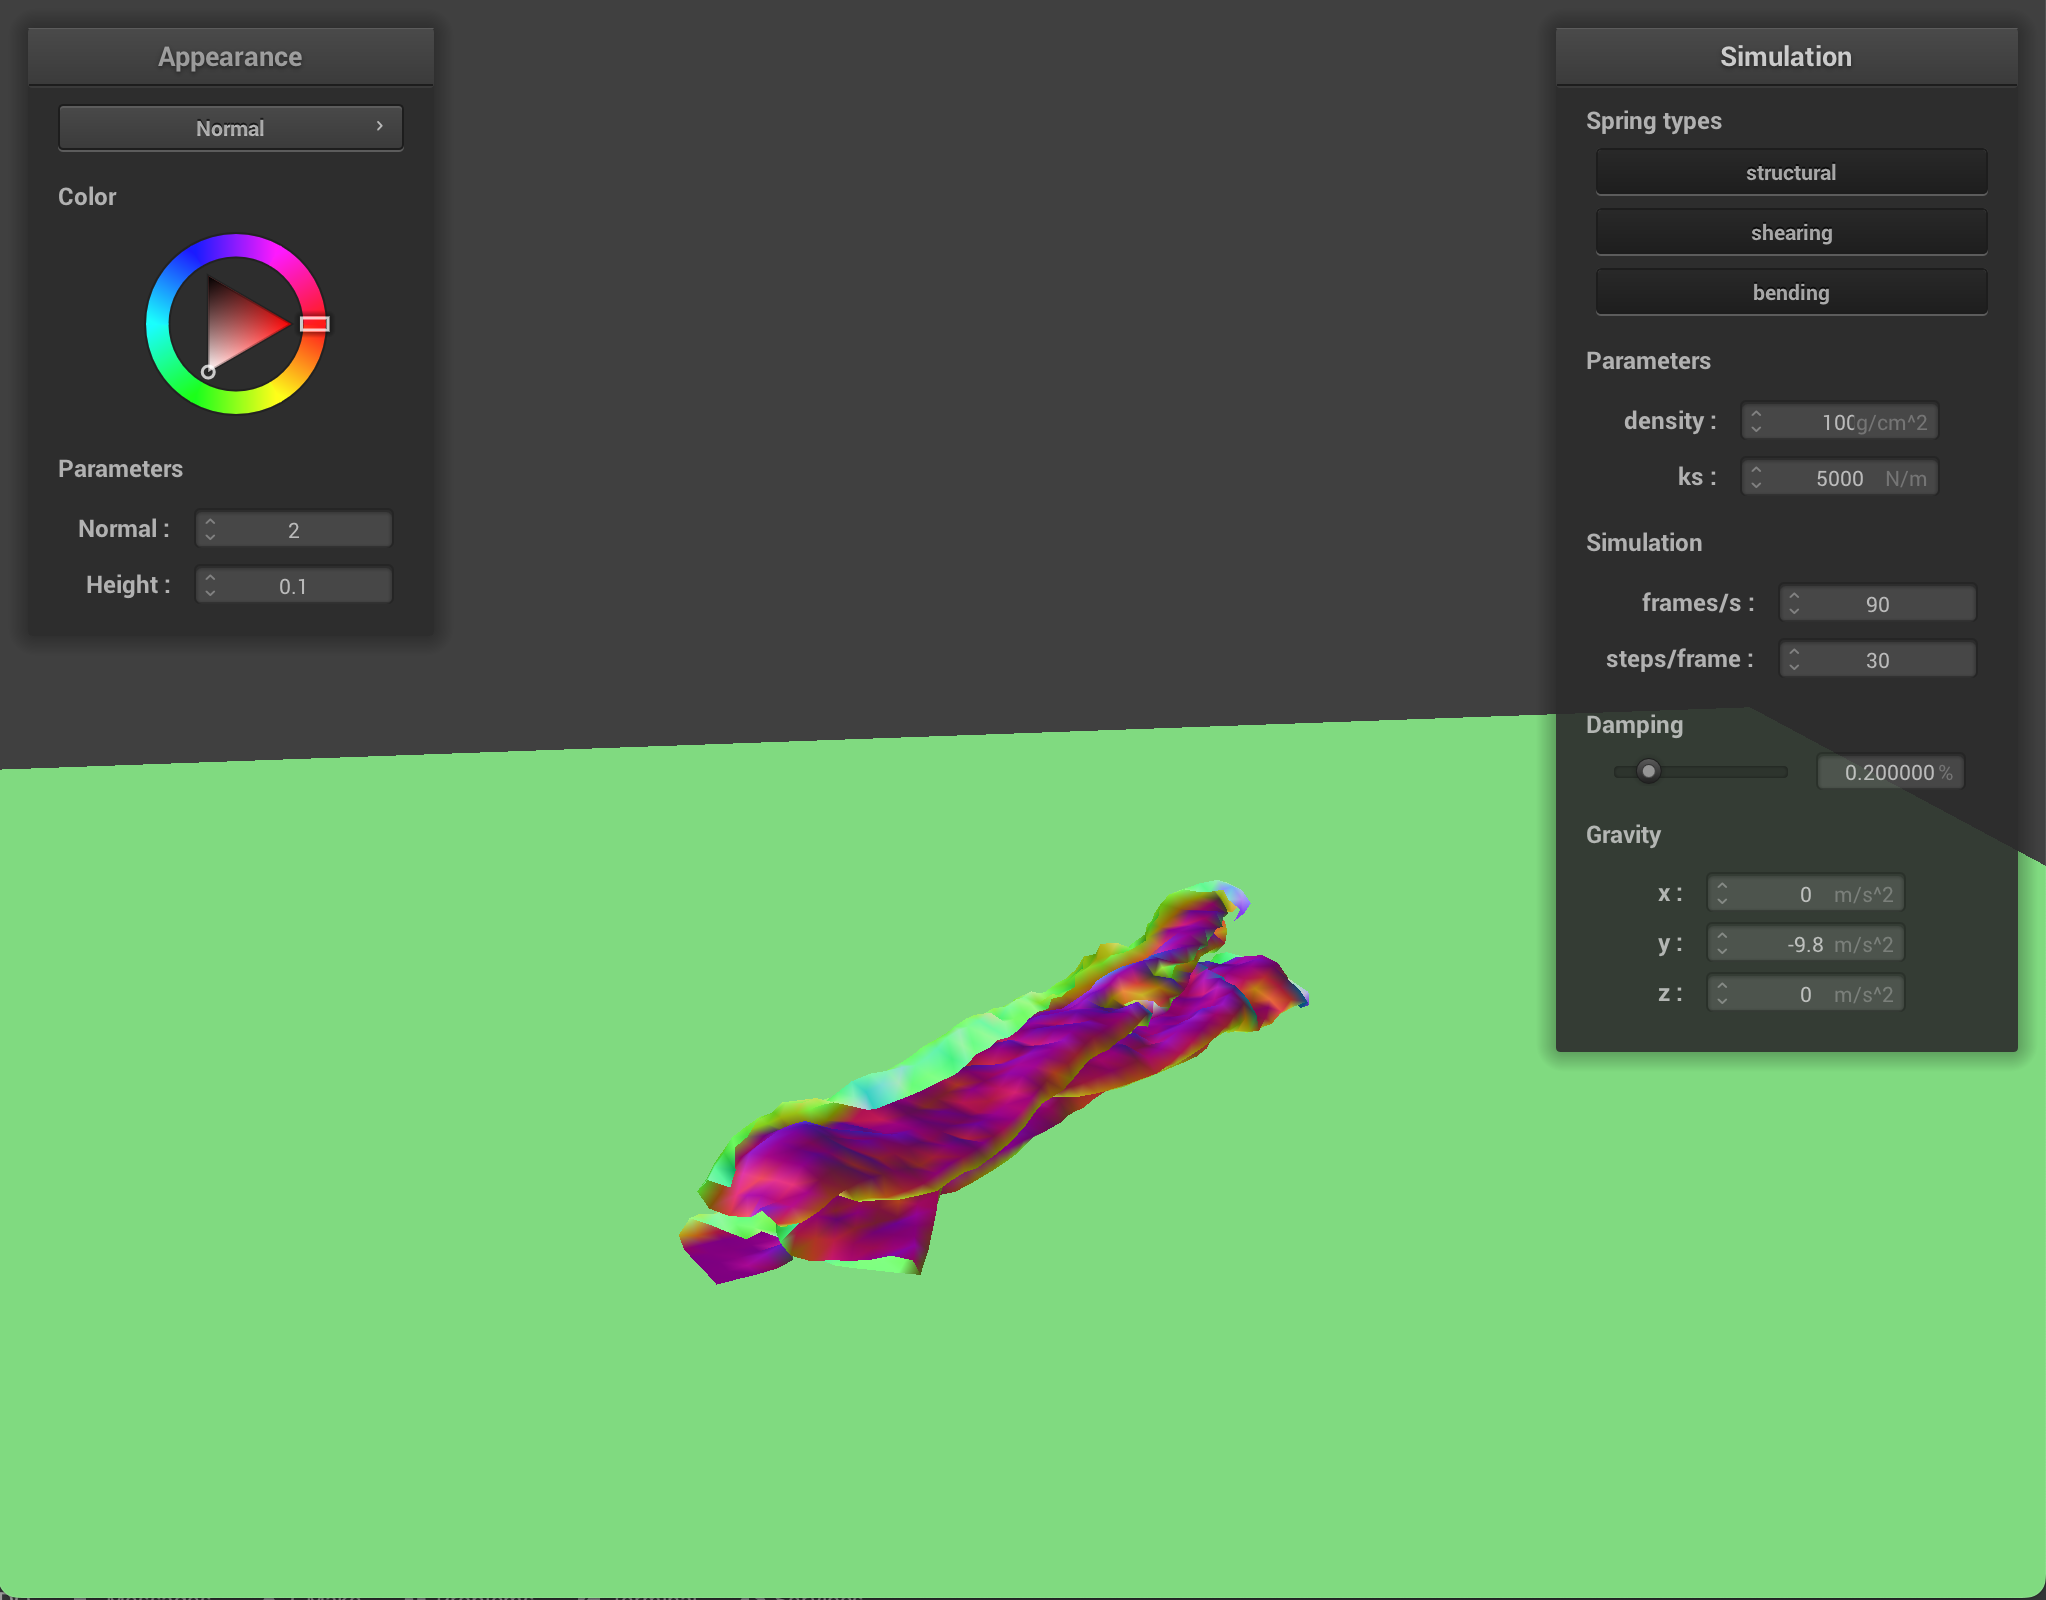 Appearance
Normal
Color
Parameters
Normal : 2
Height : 0.1
Simulation
Spring types
structural
shearing
bending
Parameters
density : 100 g/cm^2
ks : 5000 N/m
Simulation
frames/s : 90
steps/frame : 30
Damping
0.200000 %
Gravity
x : 0 m/s^2
y : -9.8 m/s^2
z : 0 m/s^2